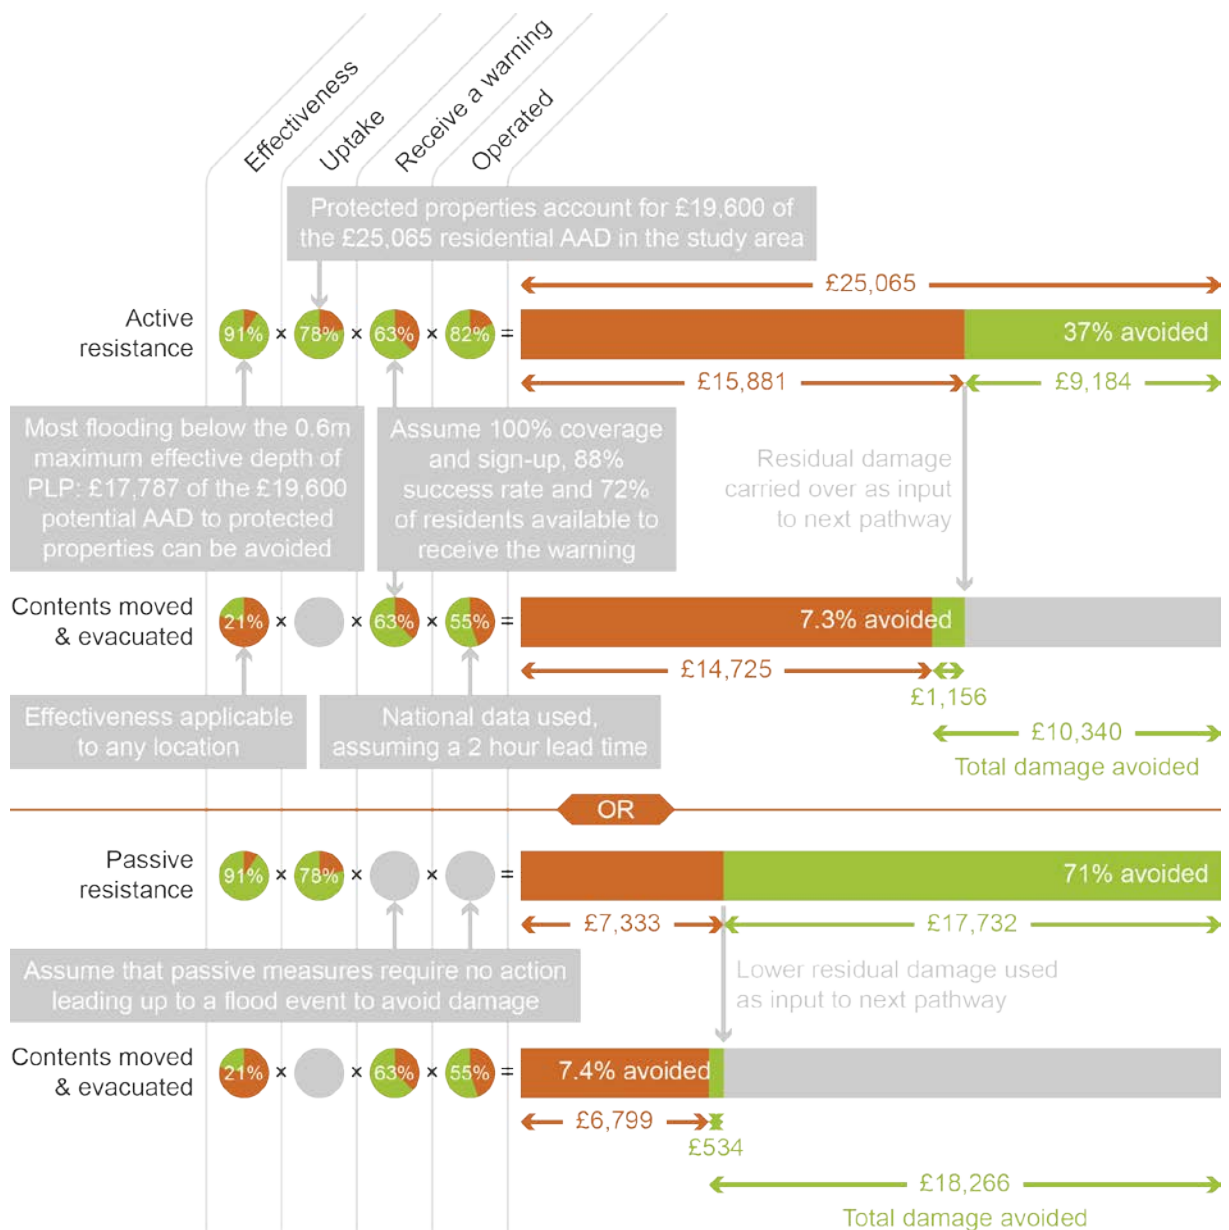 Effectiveness
Uptake
Receive a warning
Operated
Protected properties account for £19,600 of
the £25,065 residential AAD in the study area
£25,065
Active
resistance
91% × 78% × 63% × 82% =
37% avoided
£15,881
£9,184
Most flooding below the 0.6m
maximum effective depth of
PLP: £17,787 of the £19,600
potential AAD to protected
properties can be avoided
Assume 100% coverage
and sign-up, 88%
success rate and 72%
of residents available to
receive the warning
Residual damage
carried over as input
to next pathway
Contents moved
& evacuated
21% × × 63% × 55% =
7.3% avoided
£14,725
£1,156
Effectiveness applicable
to any location
National data used,
assuming a 2 hour lead time
£10,340
Total damage avoided
OR
Passive
resistance
91% × 78% × × =
71% avoided
£7,333
£17,732
Assume that passive measures require no action
leading up to a flood event to avoid damage
Lower residual damage used
as input to next pathway
Contents moved
& evacuated
21% × × 63% × 55% =
7.4% avoided
£6,799
£534
£18,266
Total damage avoided